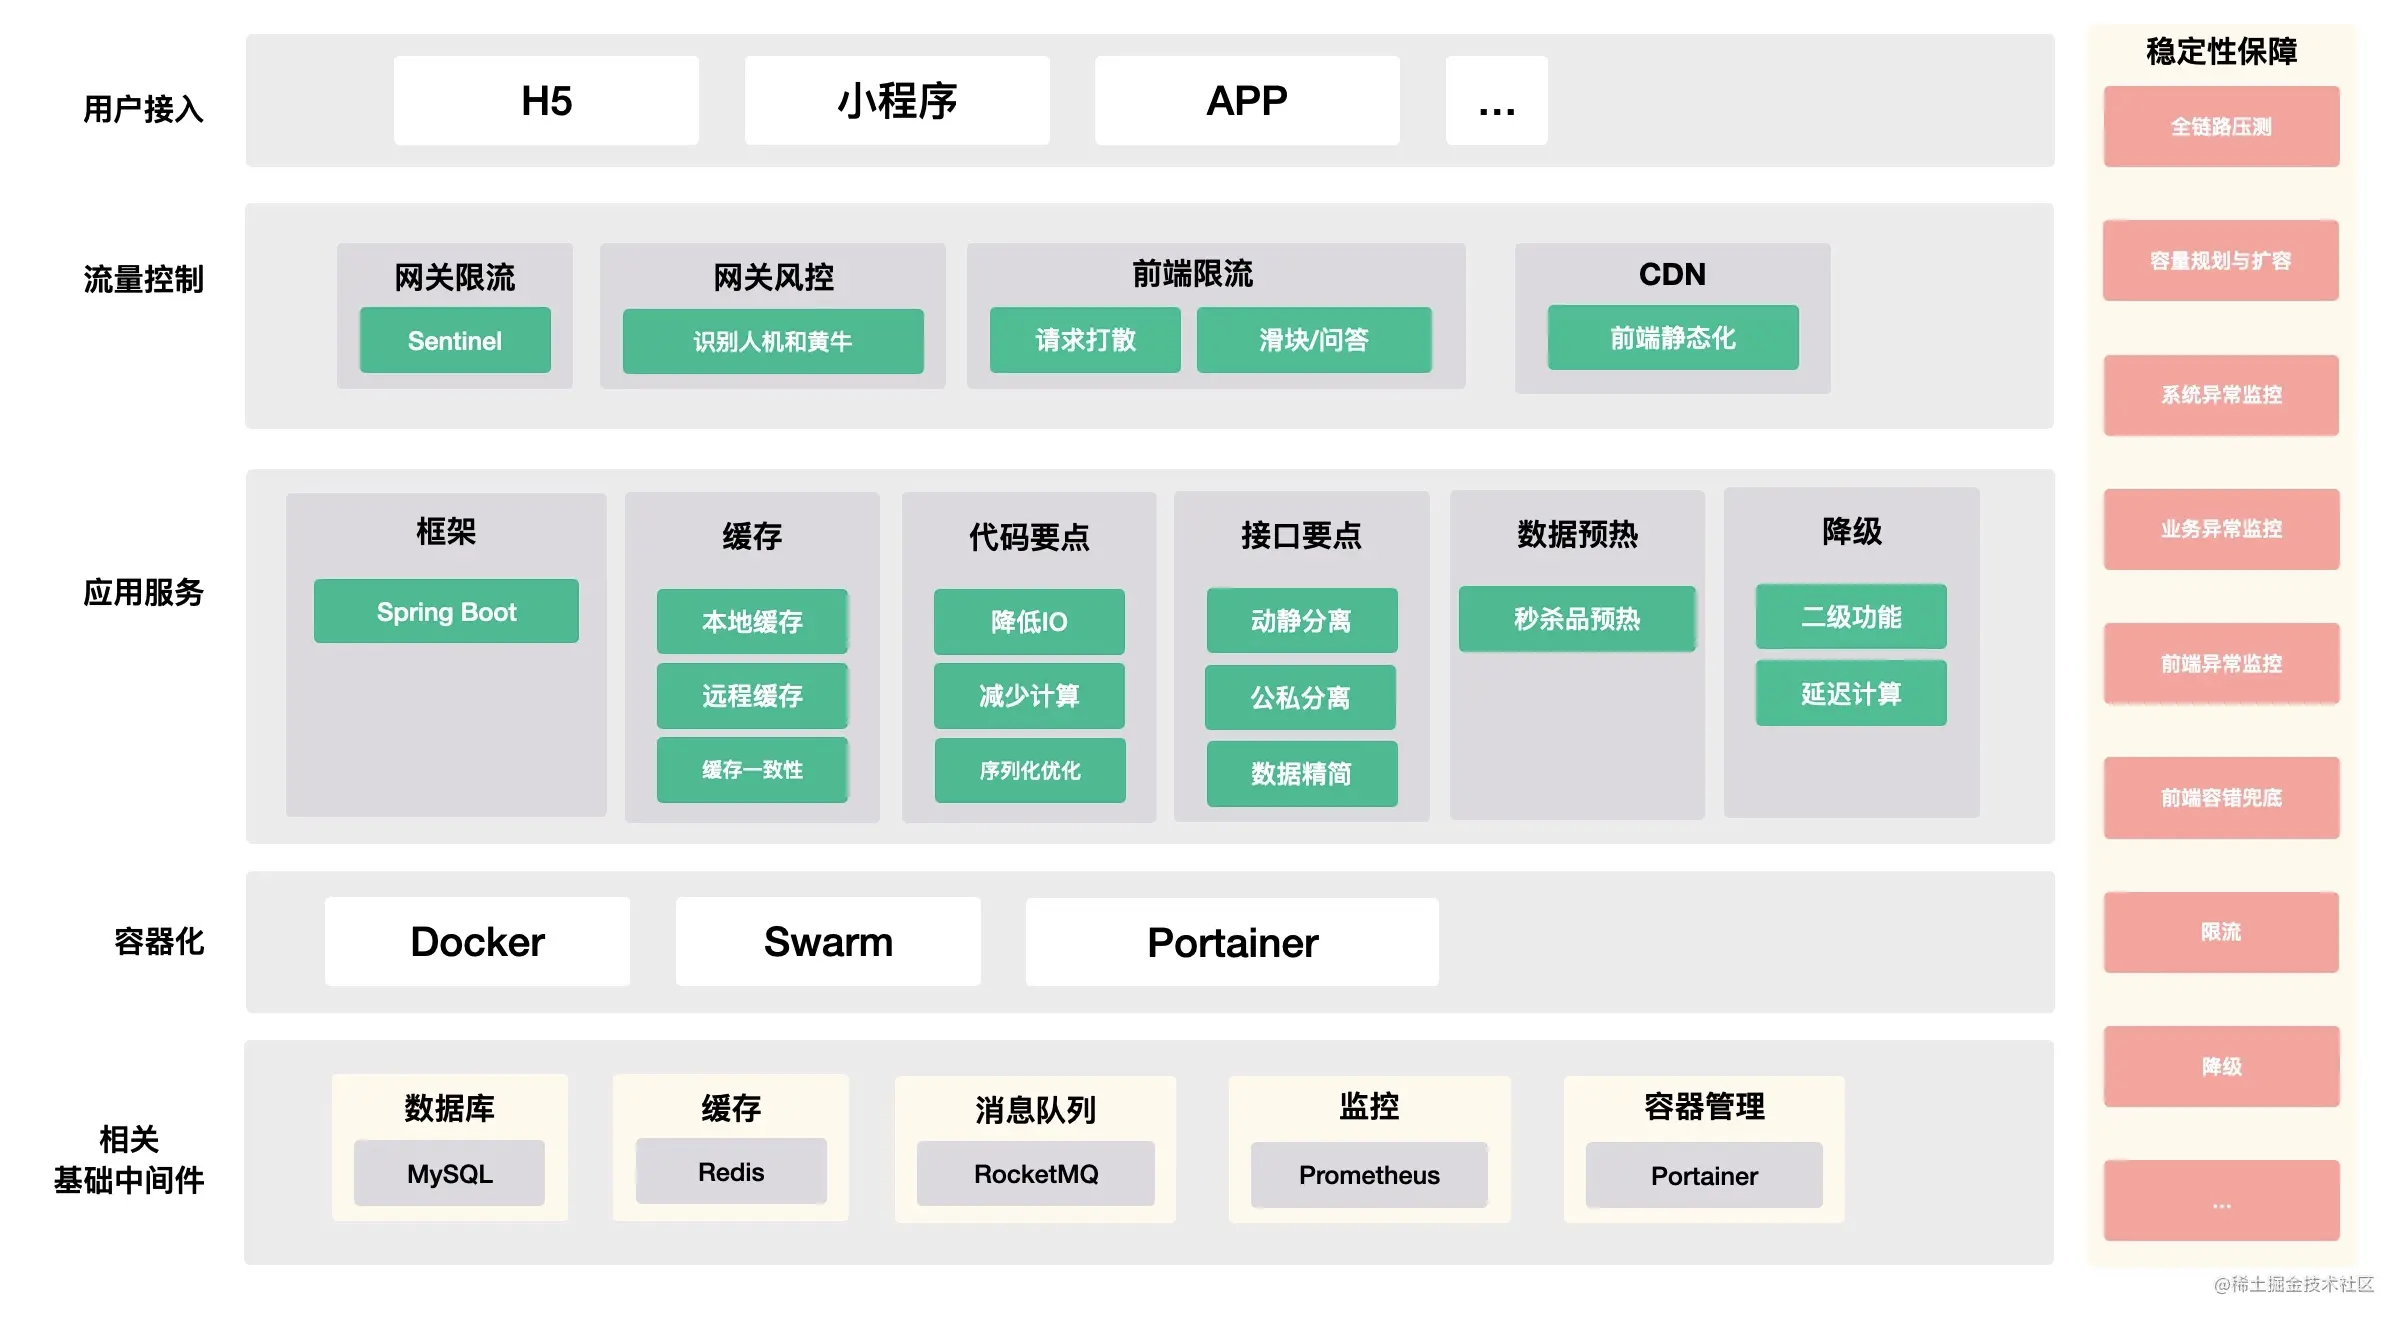 用户接入
H5
小程序
APP
...
流量控制
网关限流
Sentinel
网关风控
识别人机和黄牛
前端限流
请求打散
滑块/问答
CDN
前端静态化
应用服务
框架
Spring Boot
缓存
本地缓存
远程缓存
缓存一致性
代码要点
降低IO
减少计算
序列化优化
接口要点
动静分离
公私分离
数据精简
数据预热
秒杀品预热
降级
二级功能
延迟计算
容器化
Docker
Swarm
Portainer
相关
基础中间件
数据库
MySQL
缓存
Redis
消息队列
RocketMQ
监控
Prometheus
容器管理
Portainer
稳定性保障
全链路压测
容量规划与扩容
系统异常监控
业务异常监控
前端异常监控
前端容错兜底
限流
降级
...
@稀土掘金技术社区